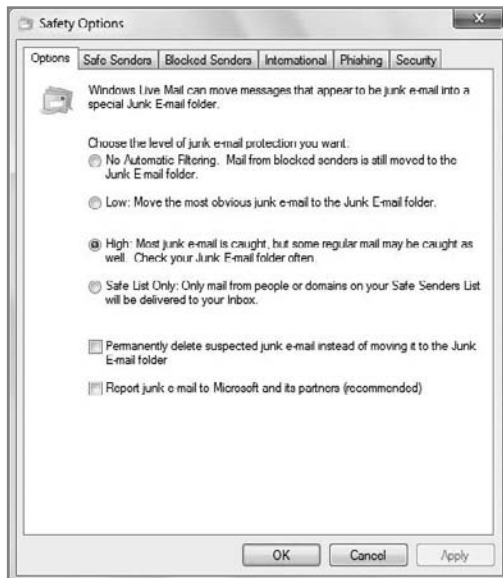 Safety Options
Options Safe Senders Blocked Senders International Phishing Security
Windows Live Mail can move messages that appear to be junk e-mail into a
special Junk E-mail folder.
Choose the level of junk e-mail protection you want:
No Automatic Filtering. Mail from blocked senders is still moved to the
Junk E-mail folder.
Low: Move the most obvious junk e-mail to the Junk E-mail folder.
High: Most junk e-mail is caught, but some regular mail may be caught as
well. Check your Junk E-mail folder often.
Safe List Only: Only mail from people or domains on your Safe Senders List
will be delivered to your Inbox.
Permanently delete suspected junk e-mail instead of moving it to the Junk
E-mail folder
Report junk e-mail to Microsoft and its partners (recommended)
OK Cancel Apply